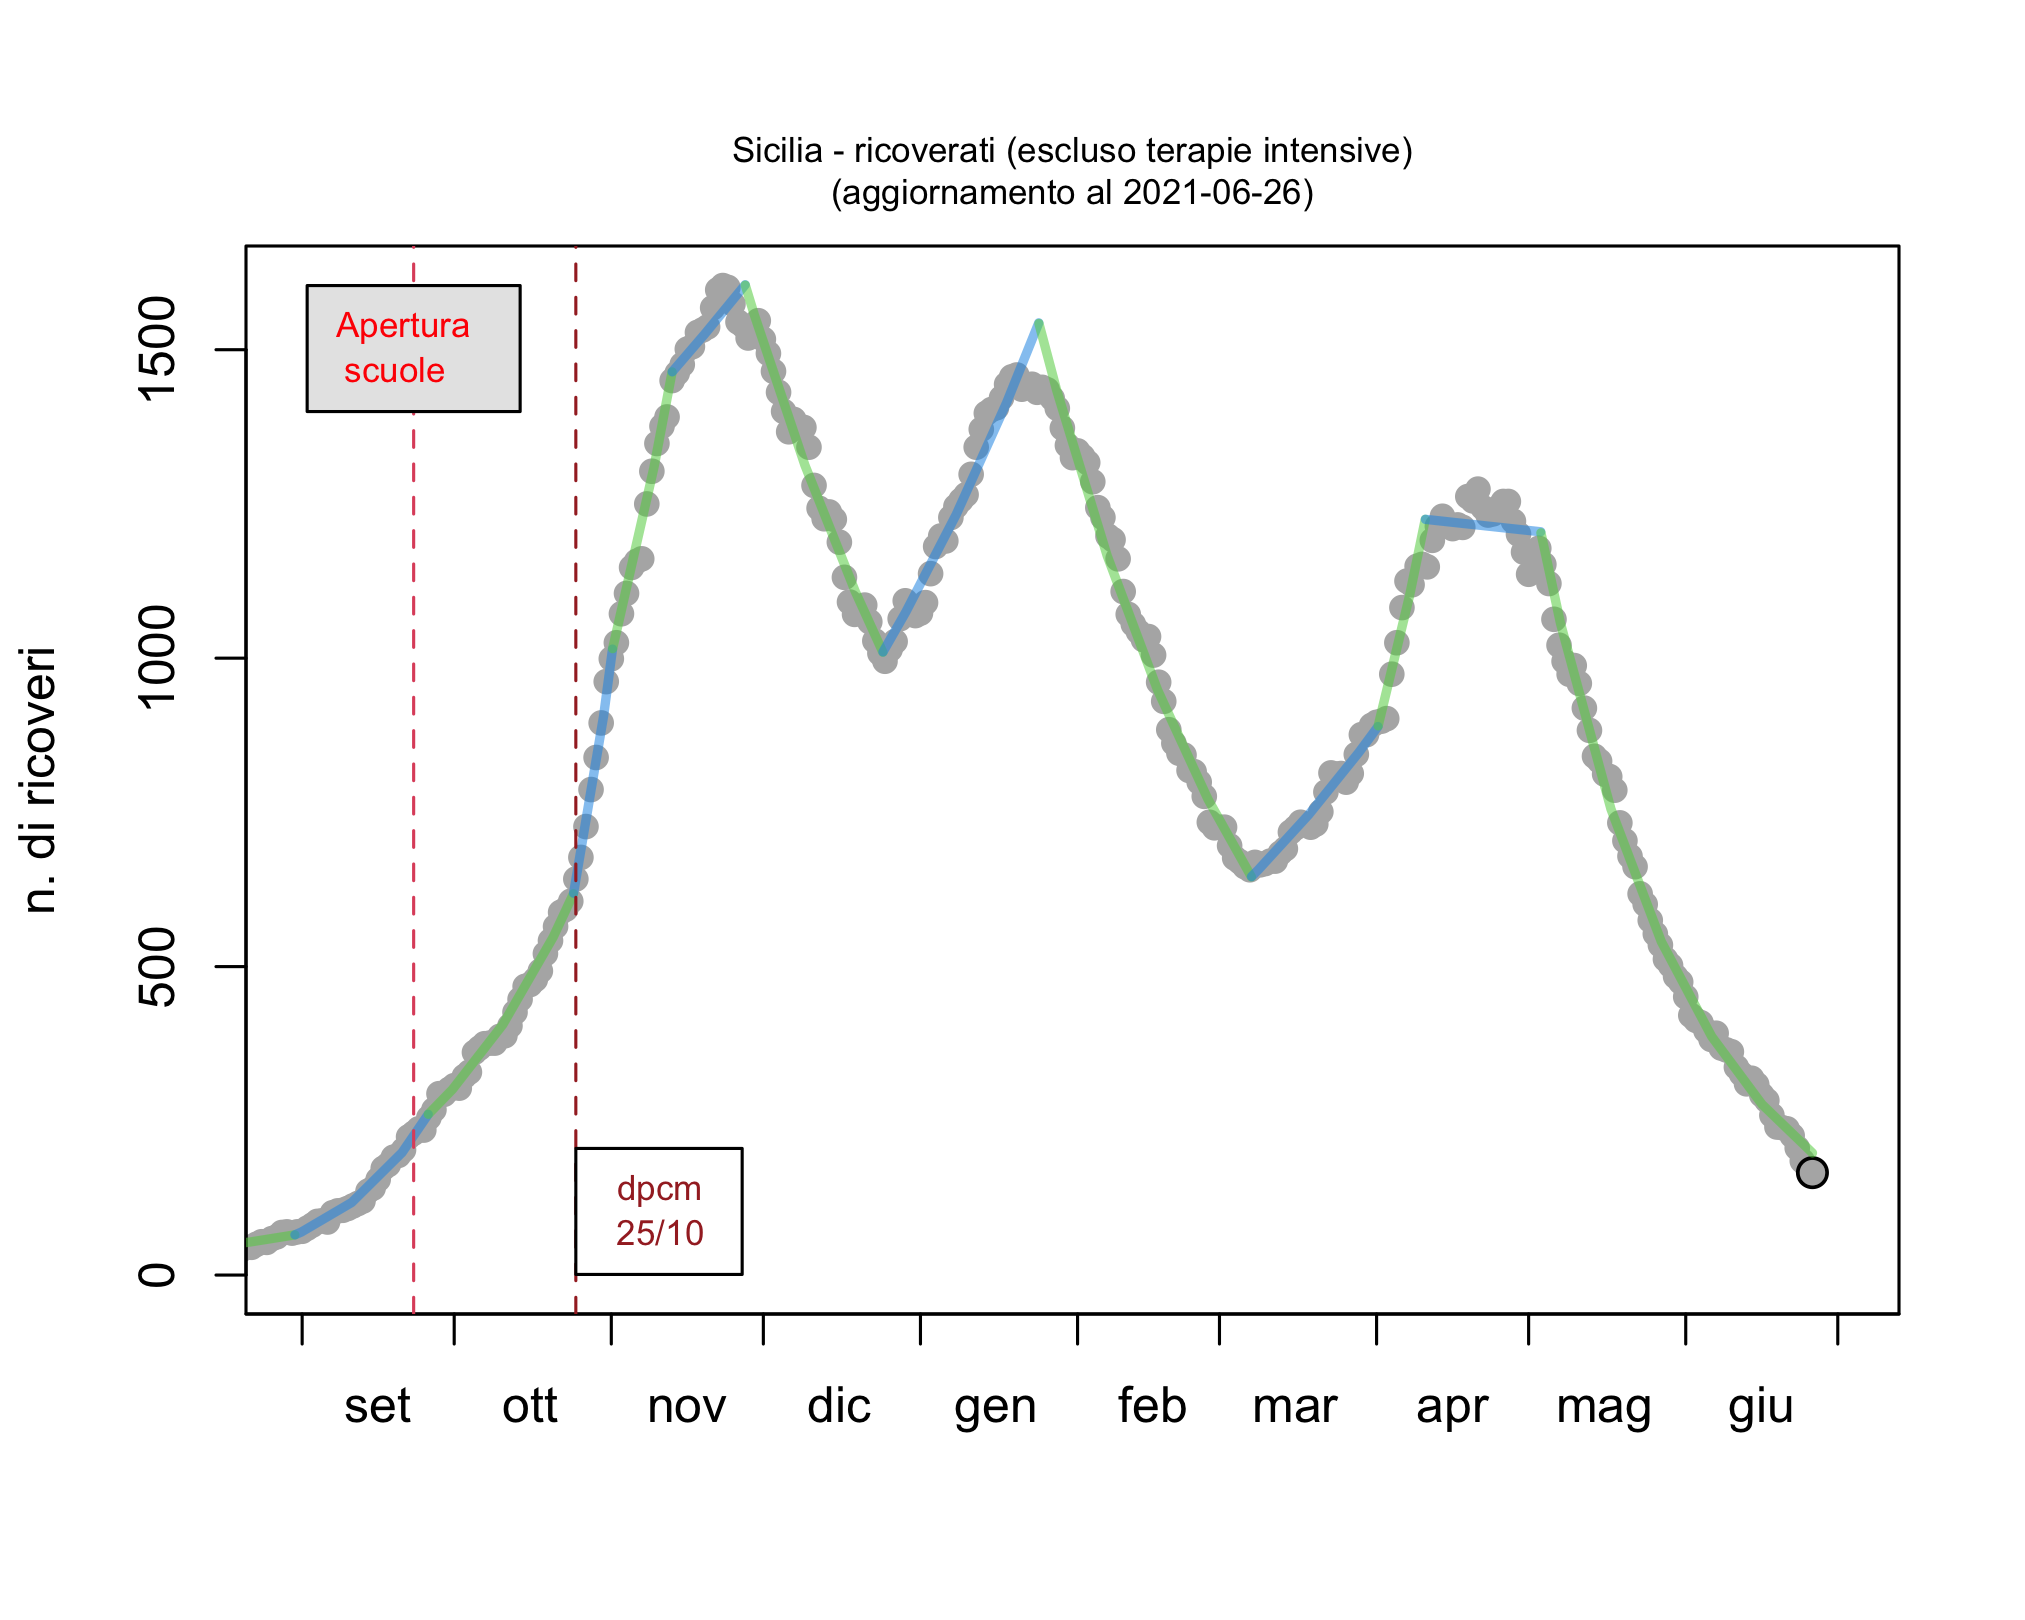 Sicilia - ricoverati (escluso terapie intensive)
(aggiornamento al 2021-06-26)
n. di ricoveri
1500
1000
500
0
Apertura
scuole
dpcm
25/10
set ott nov dic gen feb mar apr mag giu